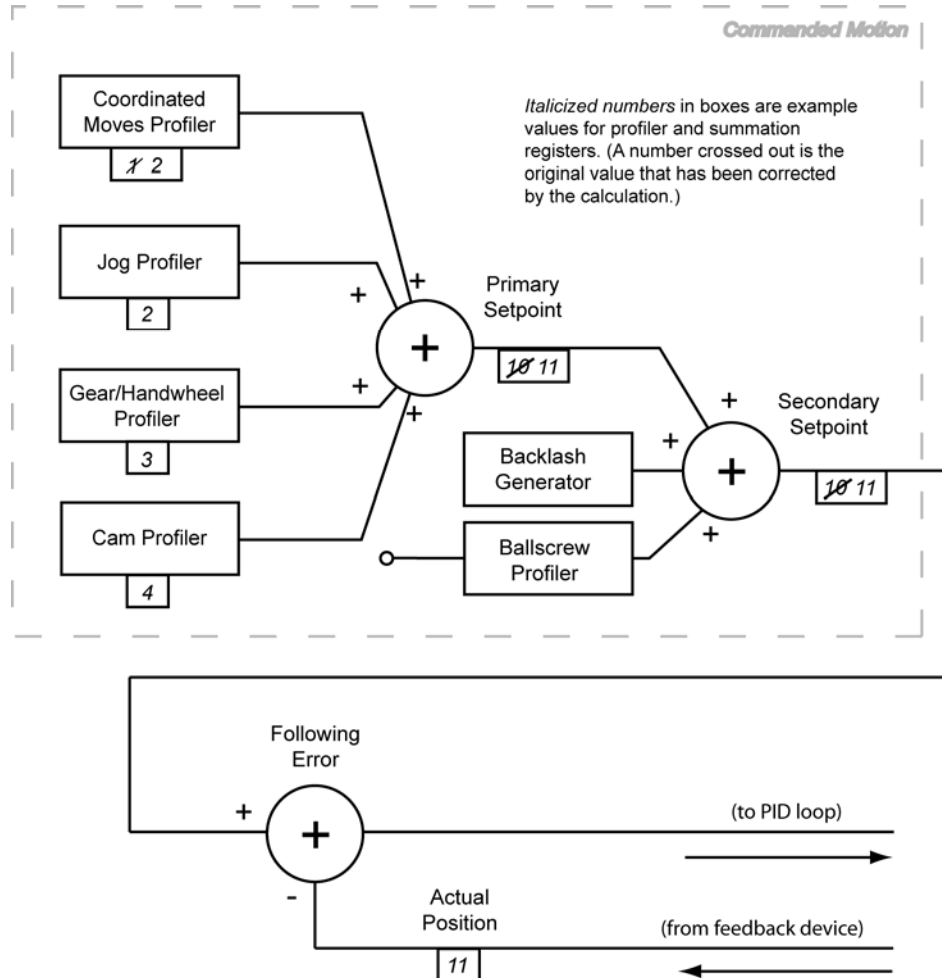 Commanded Motion
Coordinated
Moves Profiler
1 2
Italicized numbers in boxes are example
values for profiler and summation
registers. (A number crossed out is the
original value that has been corrected
by the calculation.)
Jog Profiler
2
+
+
Primary
Setpoint
+
10 11
Gear/Handwheel
Profiler
3
+
+
+
Secondary
Setpoint
Backlash
Generator
+
+
10 11
Cam Profiler
4
Ballscrew
Profiler
+
Following
Error
+
+
(to PID loop)
-
Actual
Position
(from feedback device)
11